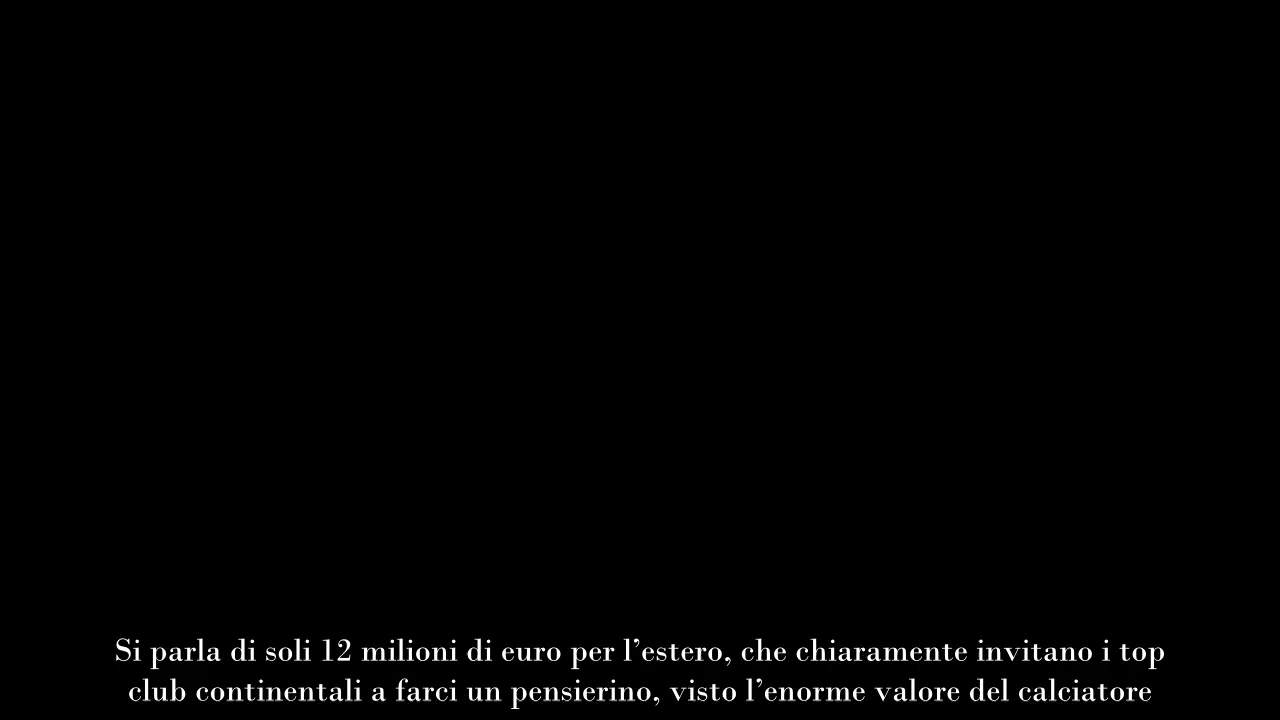 Si parla di soli 12 milioni di euro per l’estero, che chiaramente invitano i top
club continentali a farci un pensierino, visto l’enorme valore del calciatore